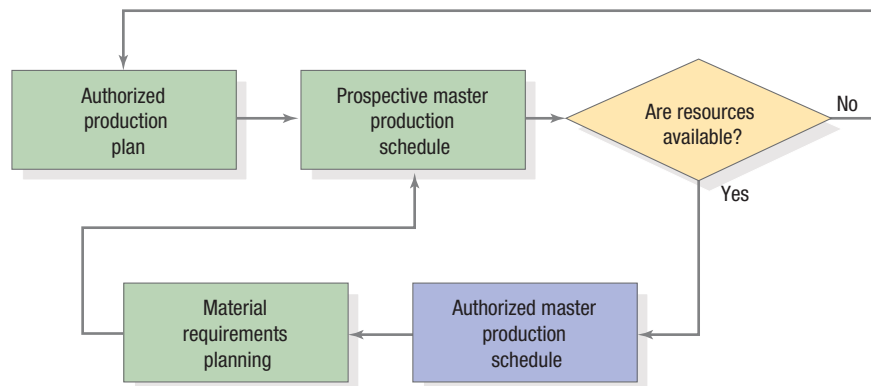 Authorized
production
plan
Prospective master
production
schedule
Are resources
available?
No
Yes
Material
requirements
planning
Authorized master
production
schedule